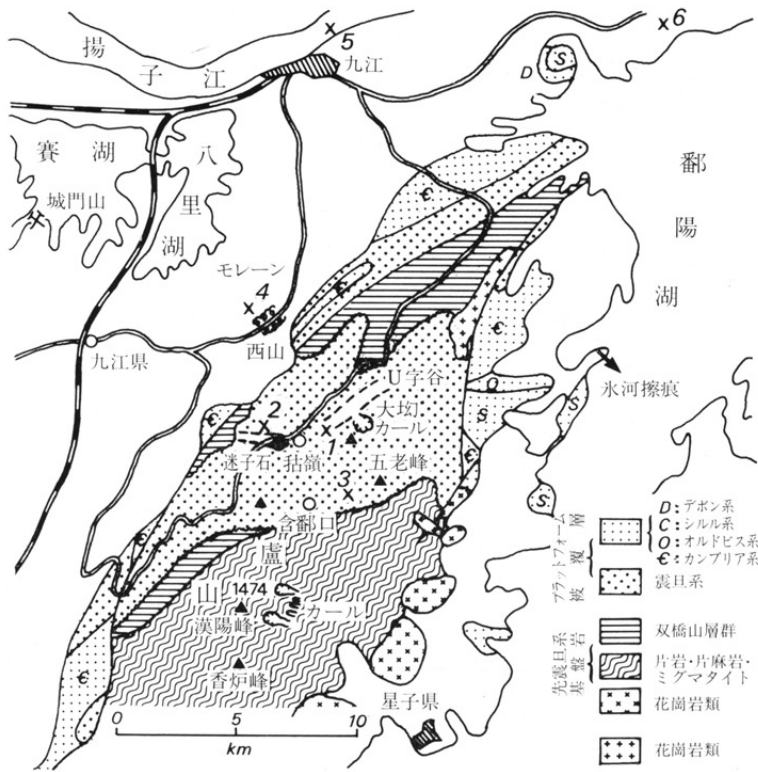 揚子江
5
九江
6
D
S
賽湖
八里湖
城門山
鄱陽湖
モレーン
4
Є
西山
九江県
Є
Є
U字谷
大坳
カール
氷河擦痕
O
S
S
Є
2
1
迷子石
牯嶺
五老峰
3
Є
S
含鄱口
Є
盧山
1474
カール
漢陽峰
香炉峰
Є
星子県
0 5 10
km
プラットフォーム被覆層
D:デボン系
C:シルル系
O:オルドビス系
Є:カンブリア系
震旦系
先震旦系基盤岩
双橋山層群
片岩・片麻岩・
ミグマタイト
花崗岩類
花崗岩類